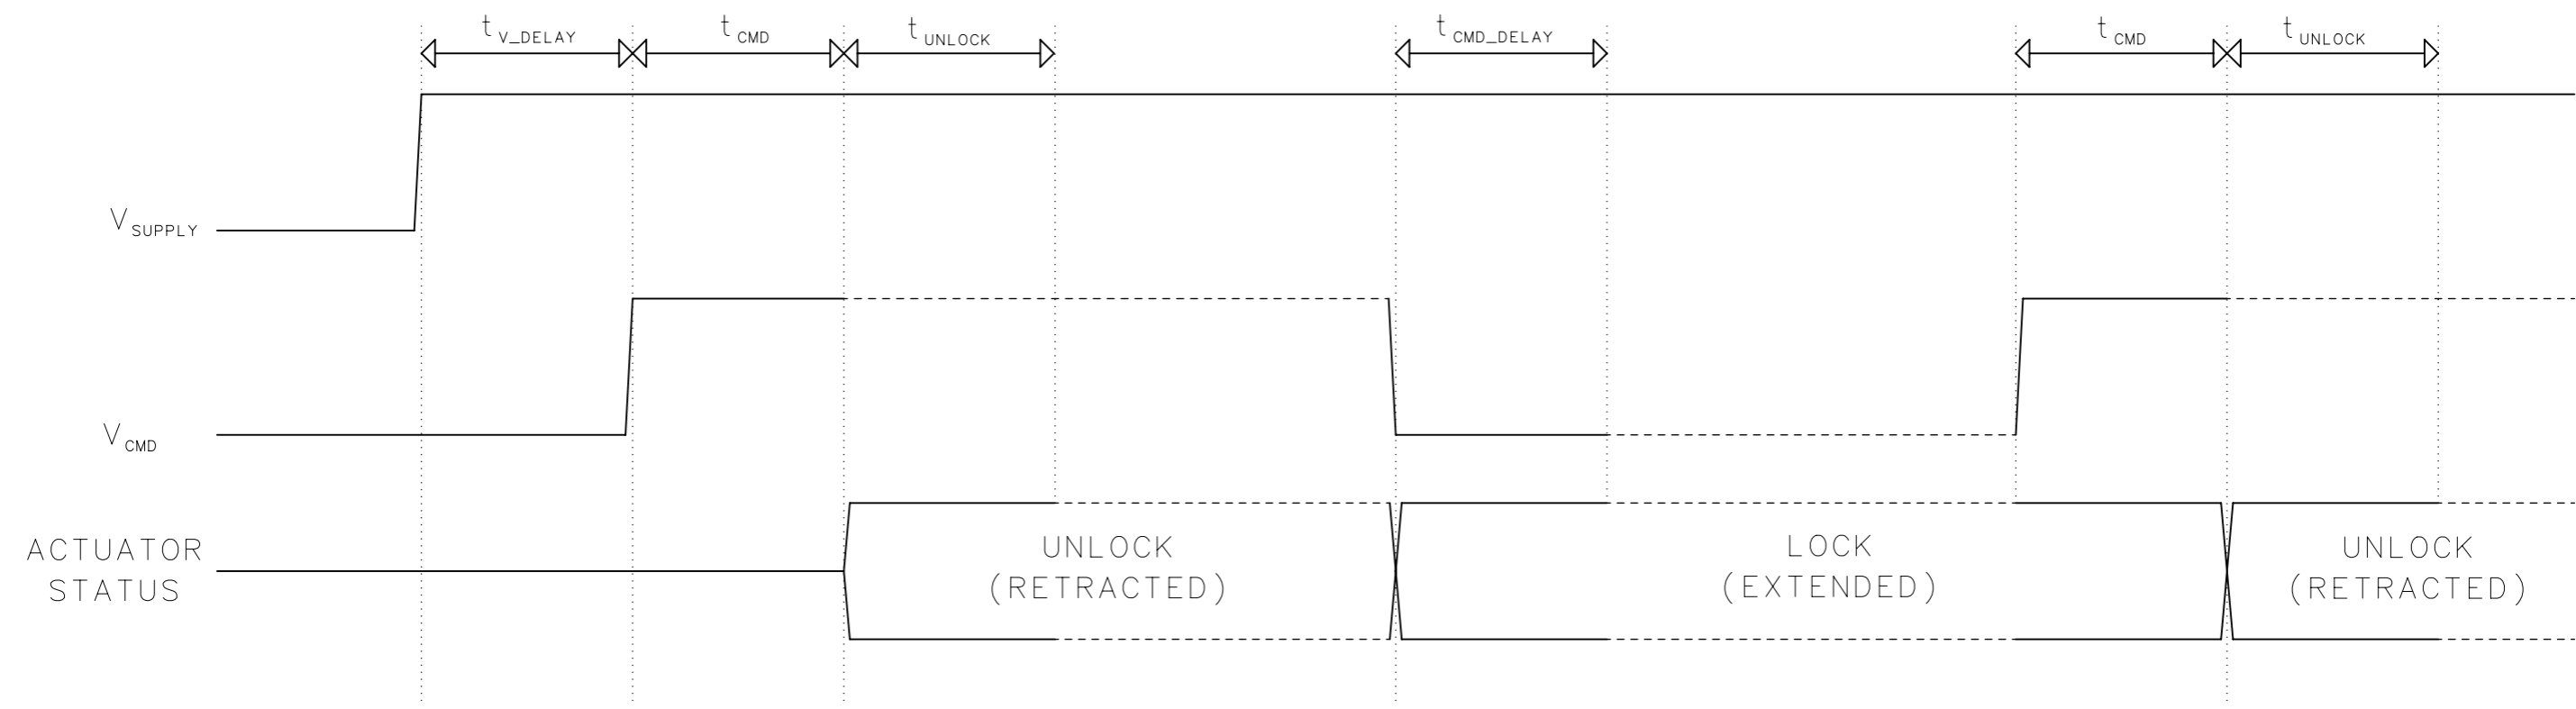 t V_DELAY
t CMD
t UNLOCK
t CMD_DELAY
t CMD
t UNLOCK
V SUPPLY
V CMD
ACTUATOR
STATUS
UNLOCK
(RETRACTED)
LOCK
(EXTENDED)
UNLOCK
(RETRACTED)